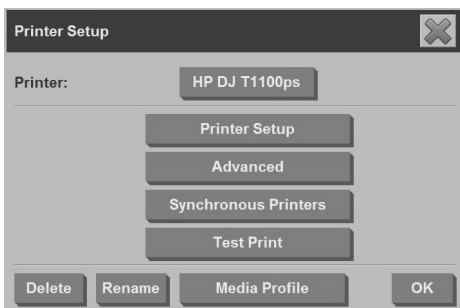 Printer Setup
Printer: HP DJ T1100ps
Printer Setup
Advanced
Synchronous Printers
Test Print
Delete Rename Media Profile OK